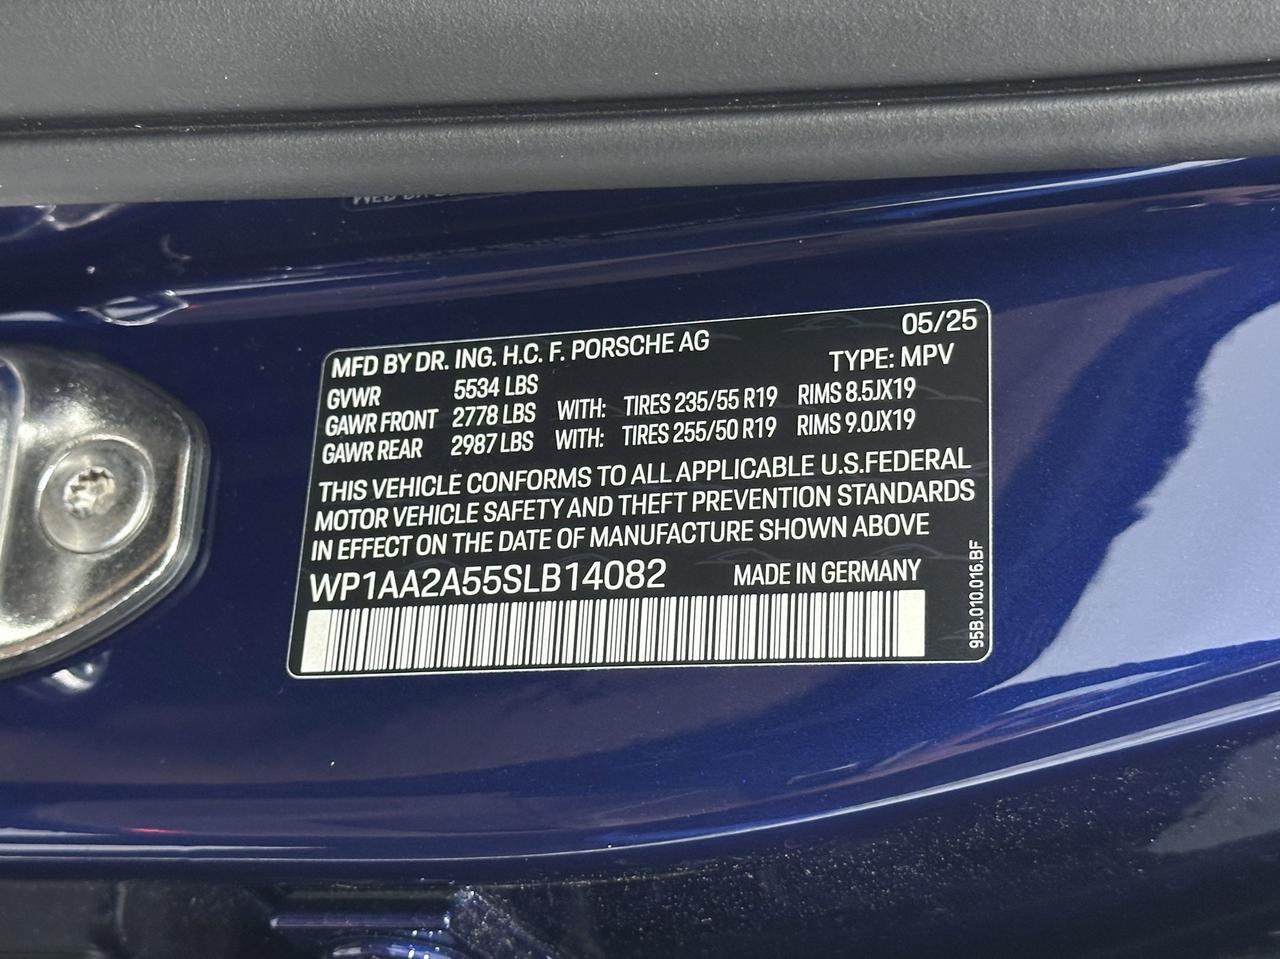 MFD BY DR. ING. H.C. F. PORSCHE AG 05/25
TYPE: MPV
GVWR 5534 LBS
GAWR FRONT 2778 LBS WITH: TIRES 235/55 R19 RIMS 8.5JX19
GAWR REAR 2987 LBS WITH: TIRES 255/50 R19 RIMS 9.0JX19
THIS VEHICLE CONFORMS TO ALL APPLICABLE U.S.FEDERAL
MOTOR VEHICLE SAFETY AND THEFT PREVENTION STANDARDS
IN EFFECT ON THE DATE OF MANUFACTURE SHOWN ABOVE
WP1AA2A55SLB14082 MADE IN GERMANY
95B.010.016.BF